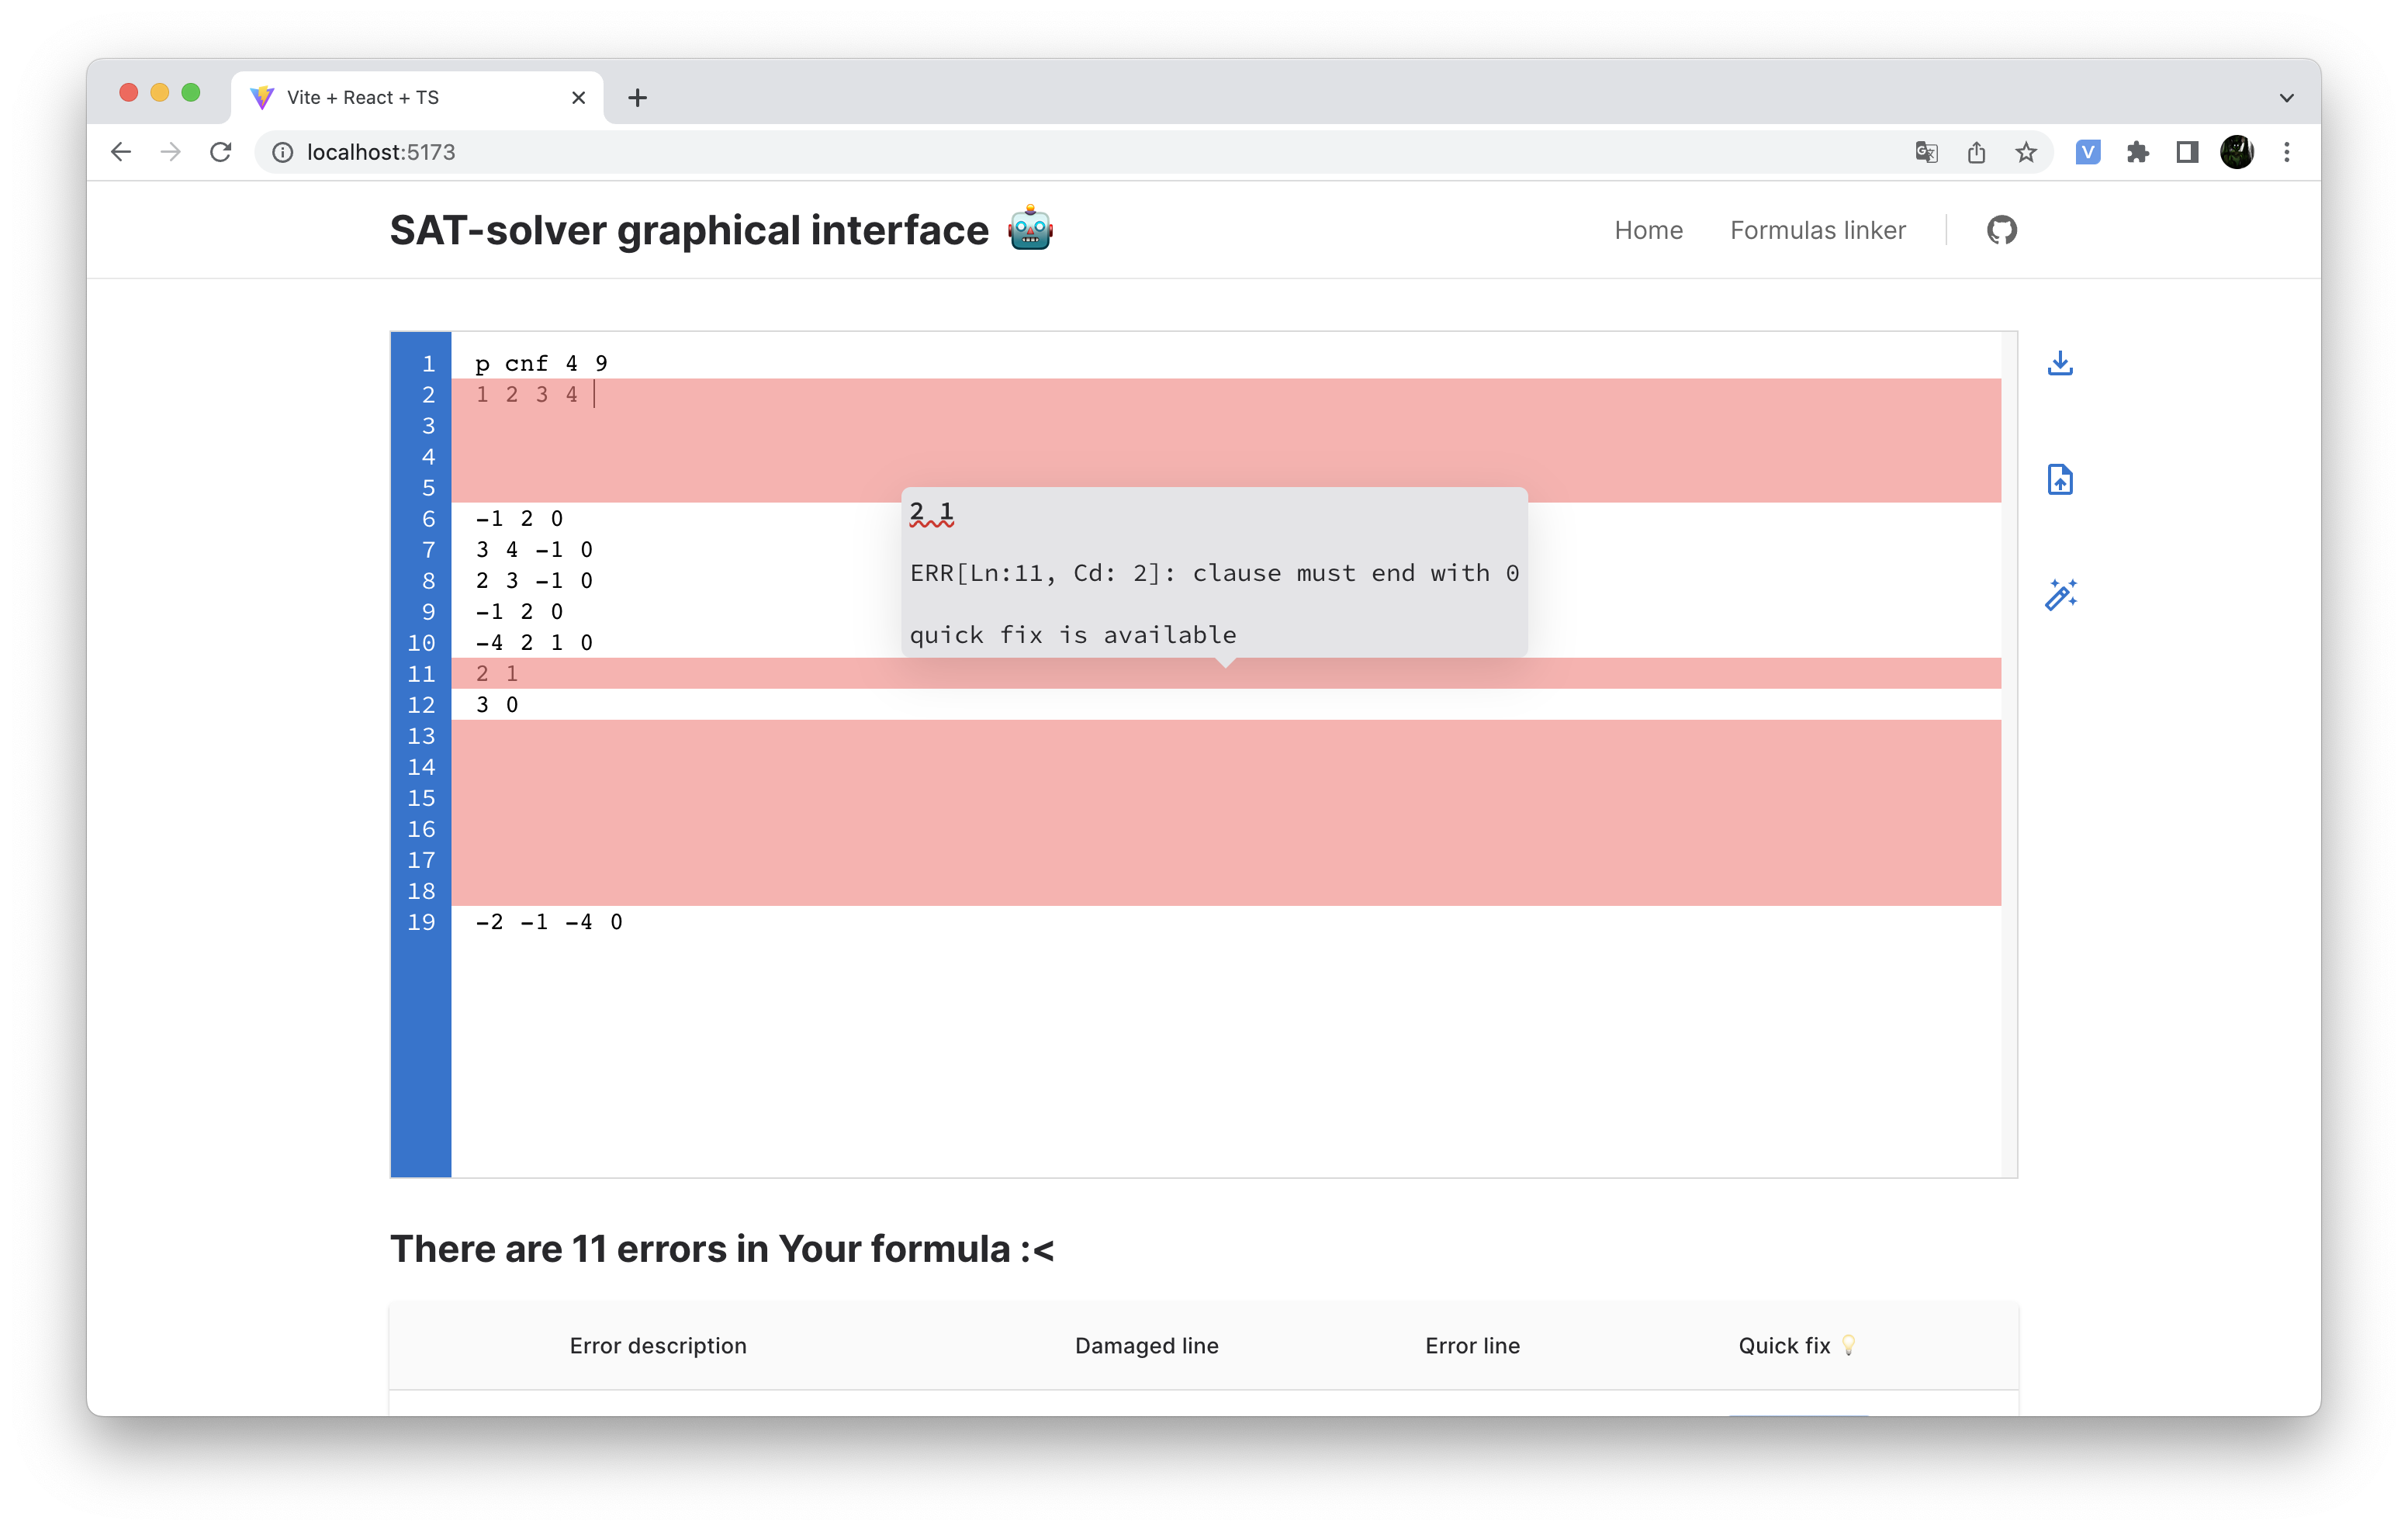 Vite + React + TS
localhost:5173
V
SAT-solver graphical interface
Home
Formulas linker
1 p cnf 4 9
2 1 2 3 4
3
4
5
6 -1 2 0
7 3 4 -1 0
8 2 3 -1 0
9 -1 2 0
10 -4 2 1 0
11 2 1
12 3 0
13
14
15
16
17
18
19 -2 -1 -4 0
2 1
ERR[Ln:11, Cd: 2]: clause must end with 0
quick fix is available
There are 11 errors in Your formula :<
Error description
Damaged line
Error line
Quick fix 💡